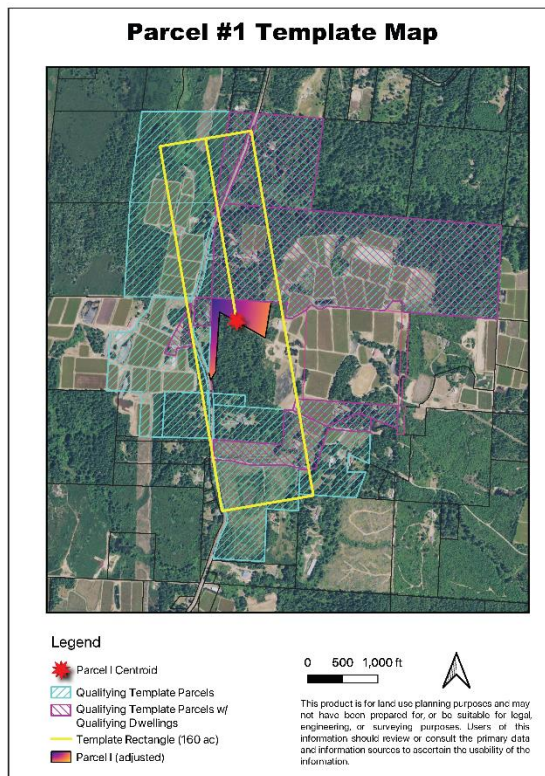 Parcel #1 Template Map
Legend
Parcel I Centroid
Qualifying Template Parcels
Qualifying Template Parcels w/
Qualifying Dwellings
Template Rectangle (160 ac)
Parcel I (adjusted)
0 500 1,000 ft
This product is for land use planning purposes and may
not have been prepared for, or be suitable for legal,
engineering, or surveying purposes. Users of this
information should review or consult the primary data
and information sources to ascertain the usability of the
information.